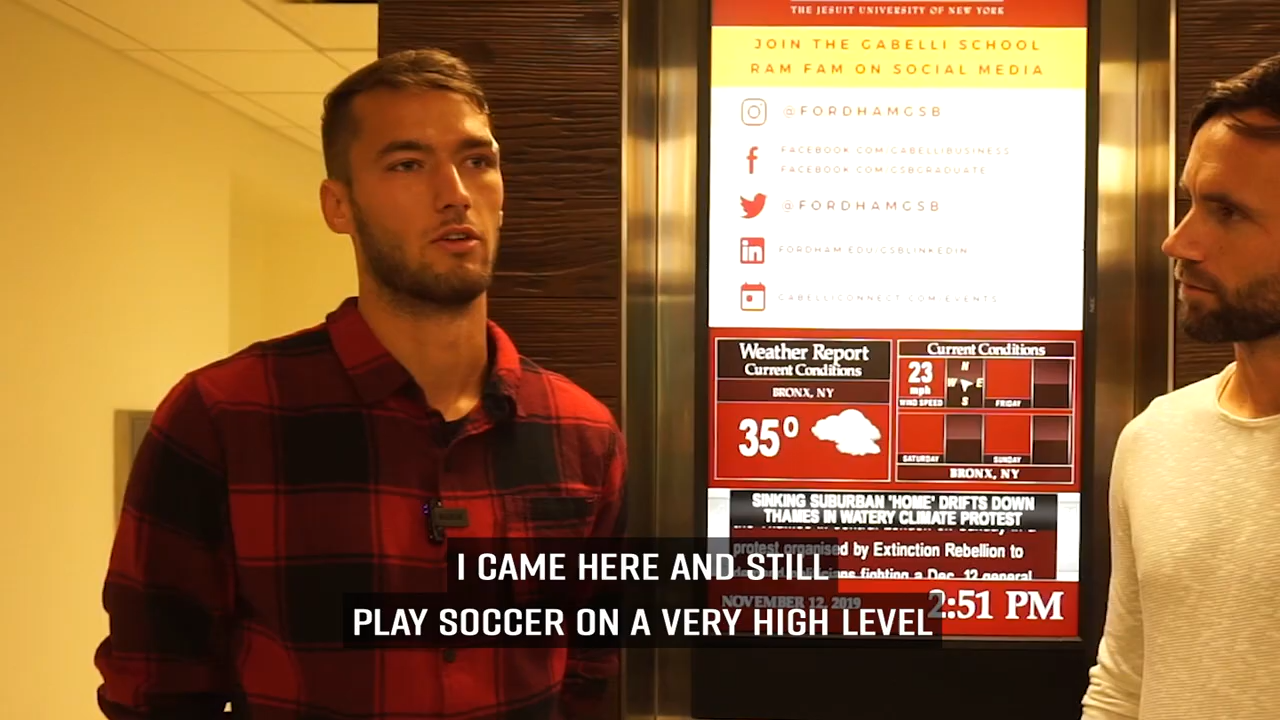 THE JESUIT UNIVERSITY OF NEW YORK
JOIN THE GABELLI SCHOOL
RAM FAM ON SOCIAL MEDIA
@FORDHAMGSB
FACEBOOK.COM/GABELLIBUSINESS
FACEBOOK.COM/GSBGRADUATE
@FORDHAMGSB
FORDHAM.EDU/GSBLINKEDIN
GABELLICONNECT.COM/EVENTS
Weather Report
Current Conditions
BRONX, NY
35°
Current Conditions
23
mph
WIND SPEED
N
W E
S
FRIDAY
SATURDAY
SUNDAY
BRONX, NY
SINKING SUBURBAN 'HOME' DRIFTS DOWN
THAMES IN WATERY CLIMATE PROTEST
protest organised by Extinction Rebellion to
fighting a Dec. 12 general
NOVEMBER 12, 2019
2:51 PM
I CAME HERE AND STILL
PLAY SOCCER ON A VERY HIGH LEVEL